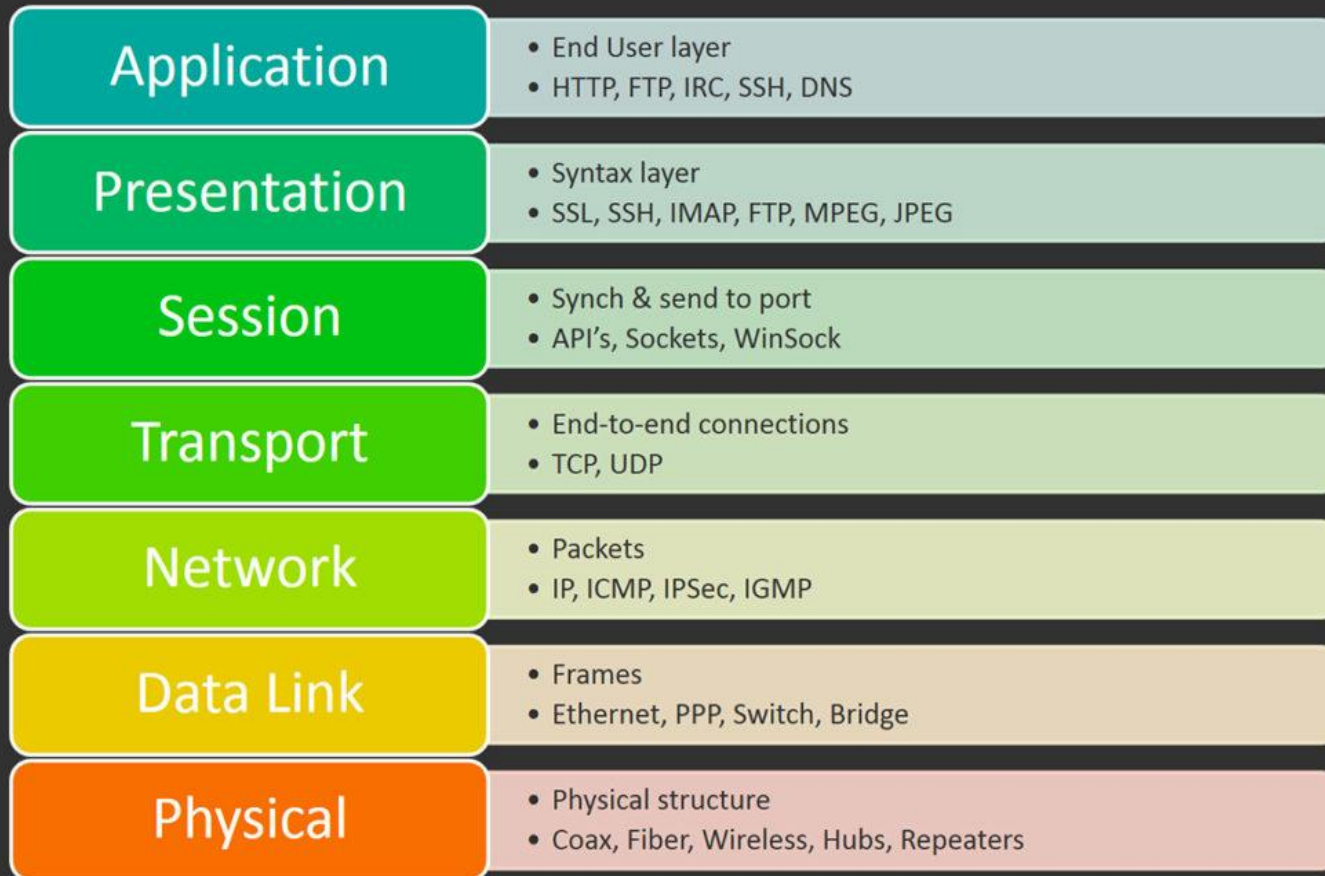 Application
• End User layer
• HTTP, FTP, IRC, SSH, DNS
Presentation
• Syntax layer
• SSL, SSH, IMAP, FTP, MPEG, JPEG
Session
• Synch & send to port
• API’s, Sockets, WinSock
Transport
• End-to-end connections
• TCP, UDP
Network
• Packets
• IP, ICMP, IPSec, IGMP
Data Link
• Frames
• Ethernet, PPP, Switch, Bridge
Physical
• Physical structure
• Coax, Fiber, Wireless, Hubs, Repeaters